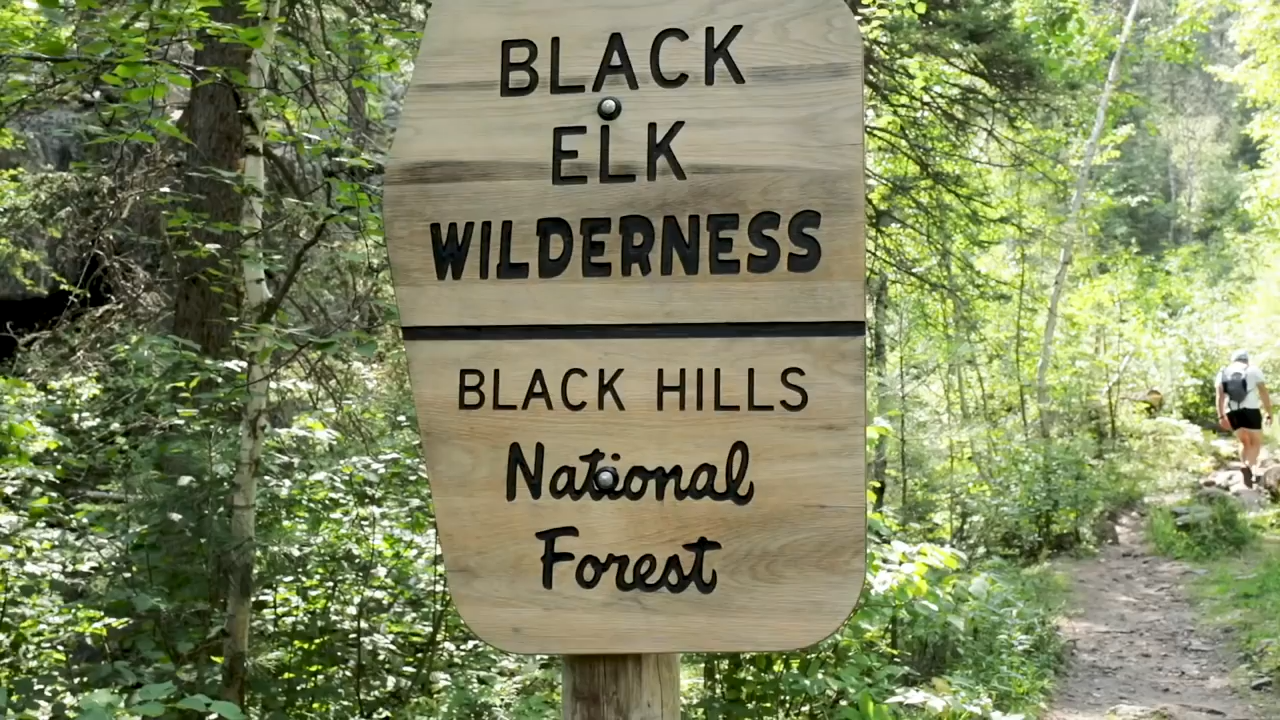 BLACK
ELK
WILDERNESS
BLACK HILLS
National
Forest